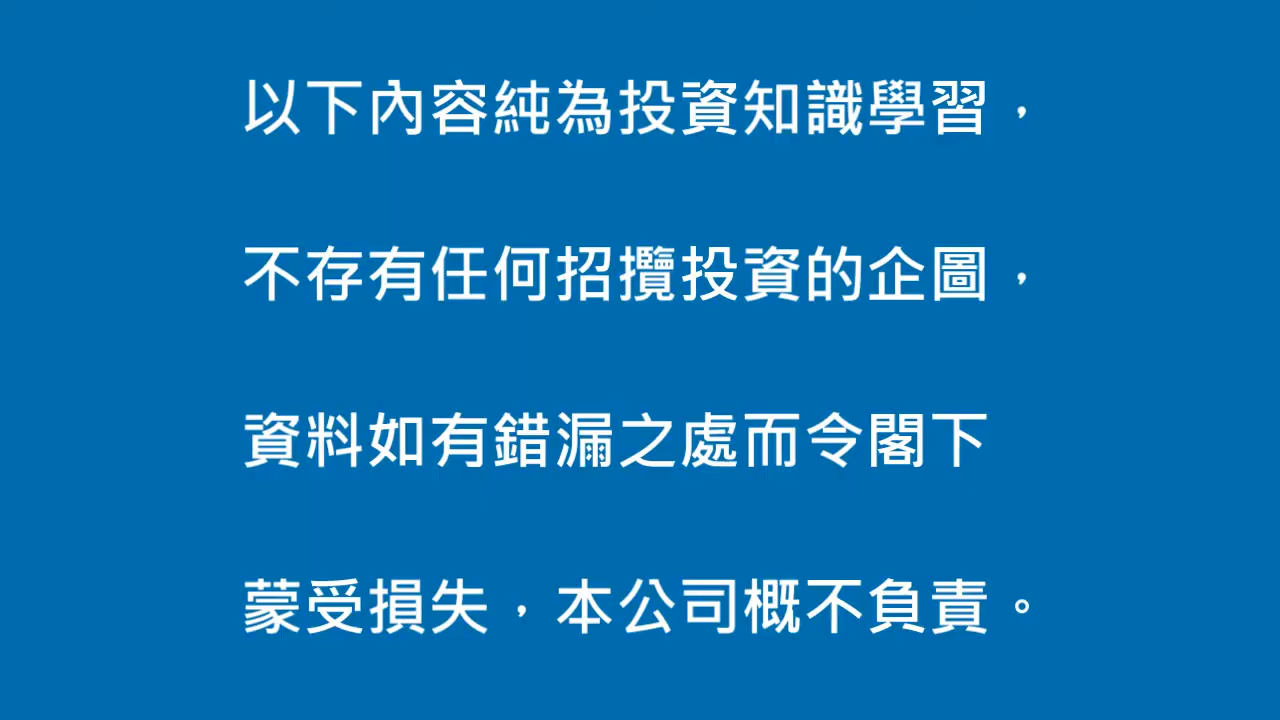 以下內容純為投資知識學習，
不存有任何招攬投資的企圖，
資料如有錯漏之處而令閣下
蒙受損失，本公司概不負責。